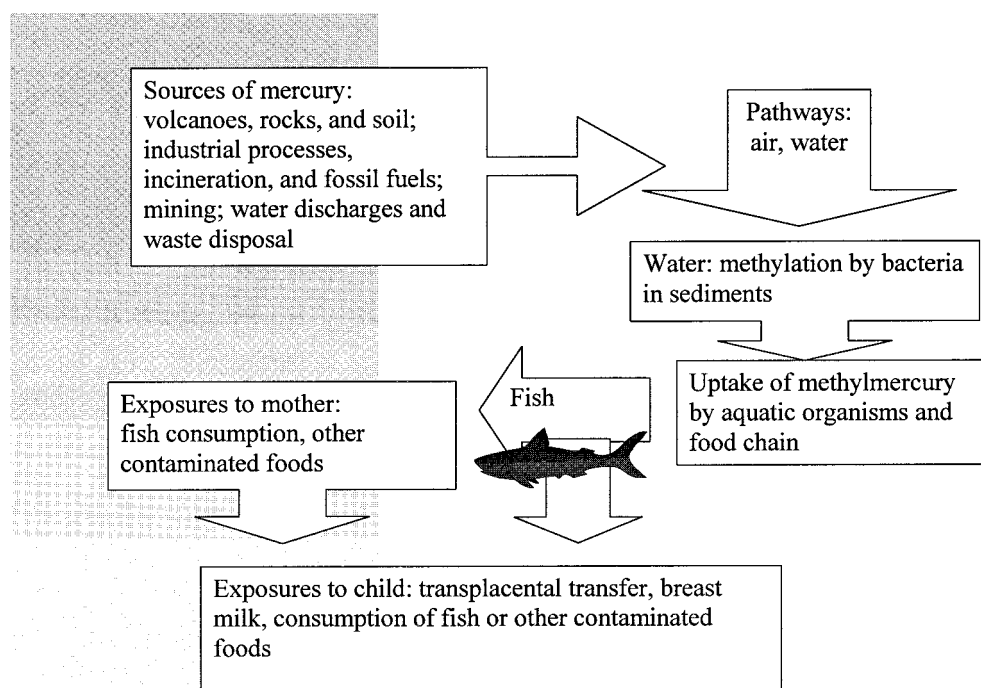 Sources of mercury:
volcanoes, rocks, and soil;
industrial processes,
incineration, and fossil fuels;
mining; water discharges and
waste disposal
Pathways:
air, water
Water: methylation by bacteria
in sediments
Uptake of methylmercury
by aquatic organisms and
food chain
Fish
Exposures to mother:
fish consumption, other
contaminated foods
Exposures to child: transplacental transfer, breast
milk, consumption of fish or other contaminated
foods